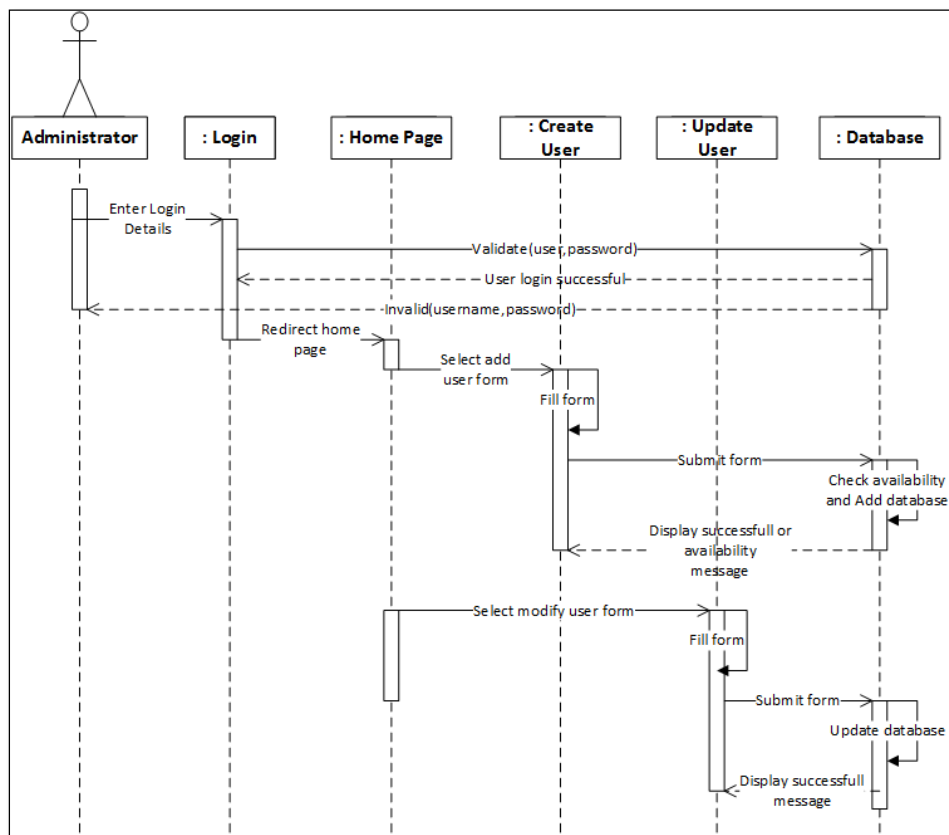 Administrator
: Login
: Home Page
: Create
User
: Update
User
: Database
Enter Login
Details
Validate(user,password)
User login successful
Invalid(username,password)
Redirect home
page
Select add
user form
Fill form
Submit form
Check availability
and Add database
Display successfull or
availability
message
Select modify user form
Fill form
Submit form
Update database
Display successfull
message